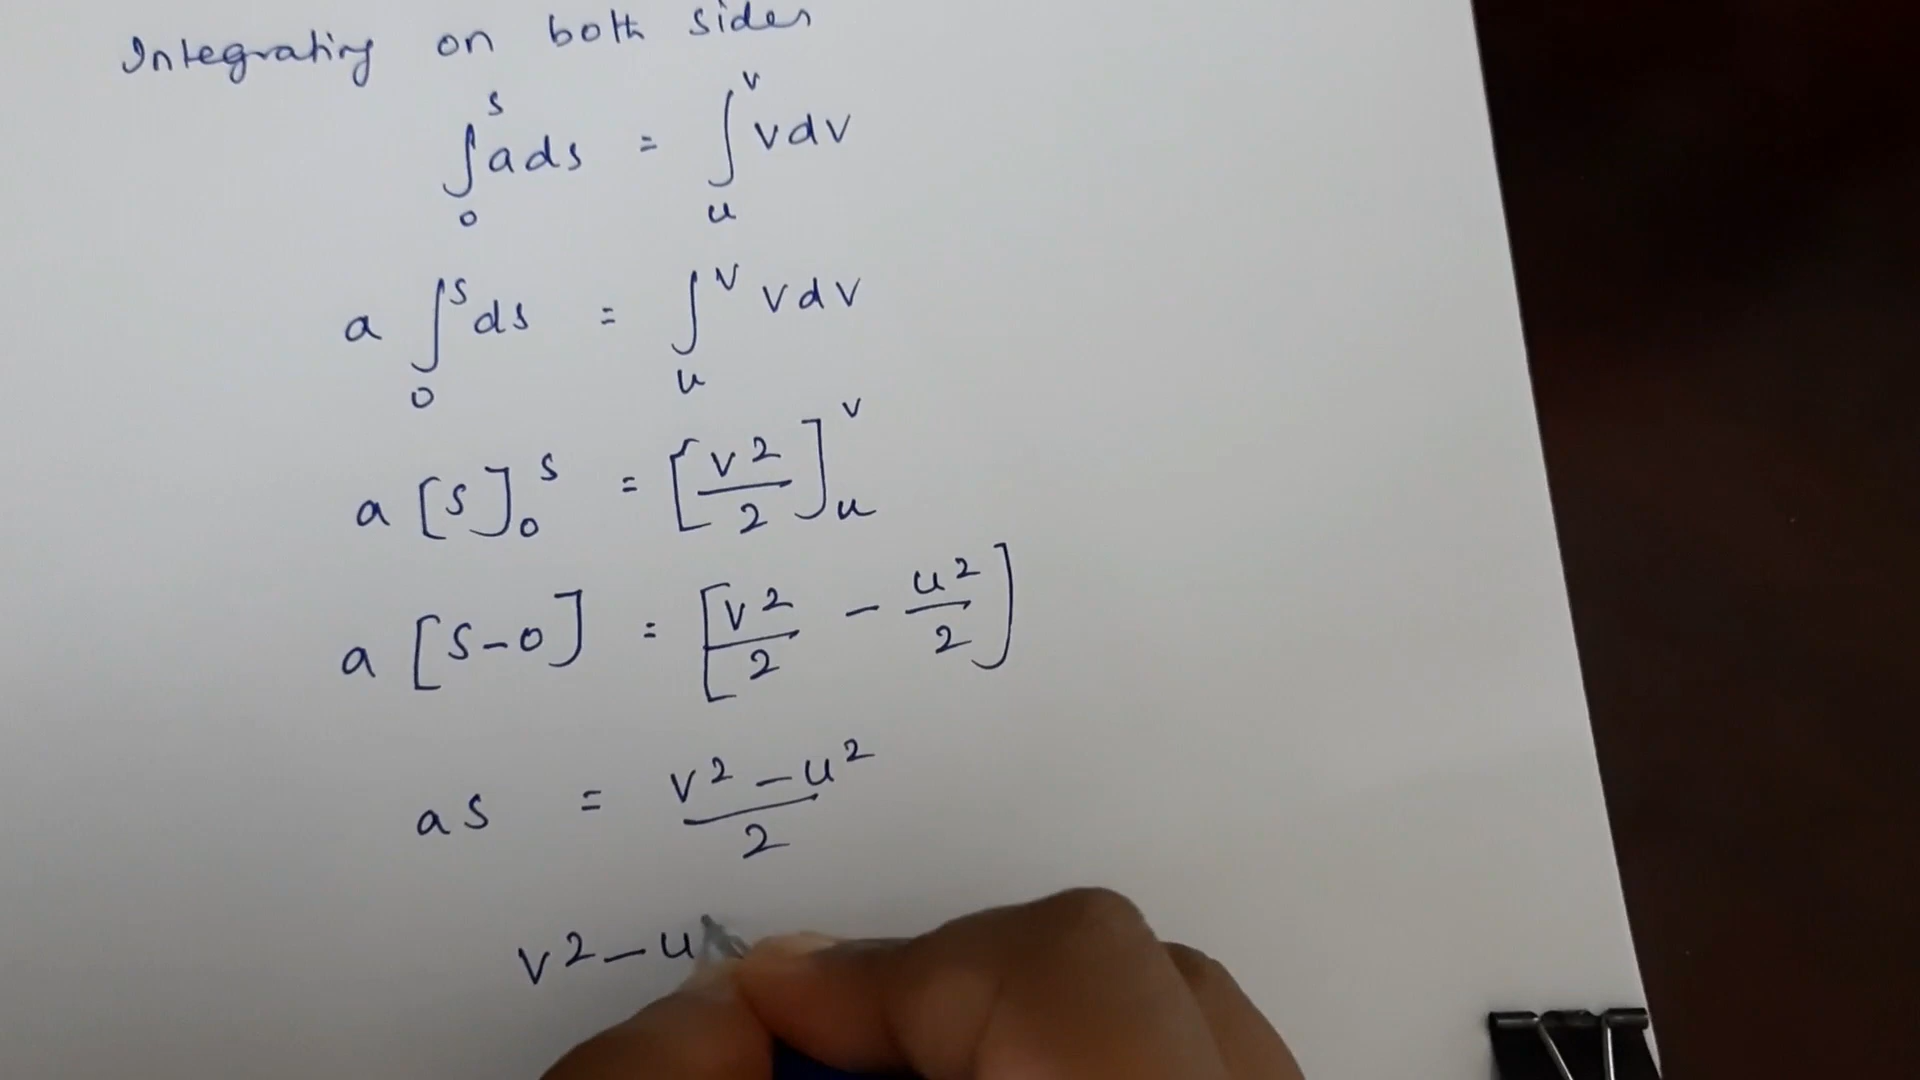 Integrating on both sides
∫₀ˢ a ds = ∫ᵤᵛ v dv
a ∫₀ˢ ds = ∫ᵤᵛ v dv
a [s]₀ˢ = [v²/2]ᵤᵛ
a [s-0] = [v²/2 - u²/2]
as = (v² - u²)/2
v² - u